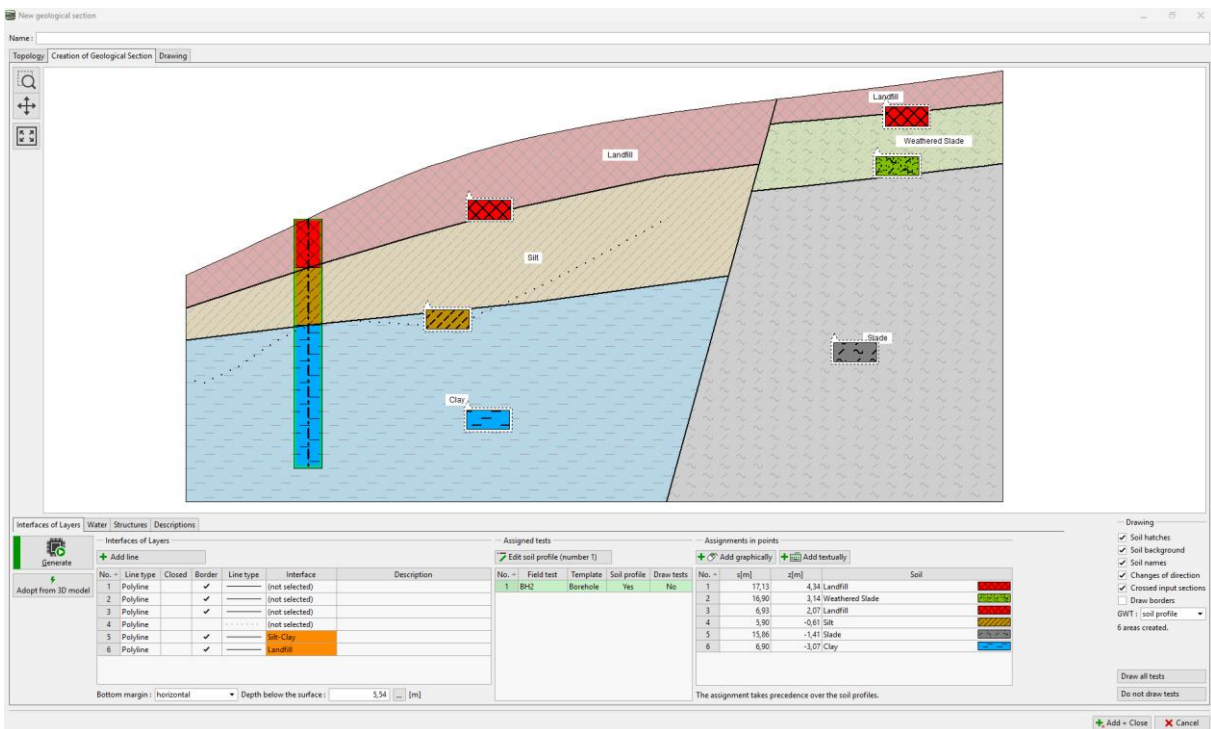 New geological section
Name :
Topology Creation of Geological Section Drawing
Landfill
Weathered Slade
Landfill
Silt
Slade
Clay
Interfaces of Layers Water Structures Descriptions
Generate
Adopt from 3D model
Interfaces of Layers
Add line
No. Line type Closed Border Line type Interface Description
1 Polyline (not selected)
2 Polyline (not selected)
3 Polyline (not selected)
4 Polyline (not selected)
5 Polyline Silt-Clay
6 Polyline Landfill
Bottom margin : horizontal Depth below the surface : 5,54 ... [m]
Assigned tests
Edit soil profile (number 1)
No. Field test Template Soil profile Draw tests
1 BH2 Borehole Yes No
Assignments in points
Add graphically Add textually
No. s[m] z[m] Soil
1 17,13 4,34 Landfill
2 16,90 3,14 Weathered Slade
3 6,93 2,07 Landfill
4 5,90 -0,61 Silt
5 15,86 -1,41 Slade
6 6,90 -3,07 Clay
The assignment takes precedence over the soil profiles.
Drawing
Soil hatches
Soil background
Soil names
Changes of direction
Crossed input sections
Draw borders
GWT : soil profile
6 areas created.
Draw all tests
Do not draw tests
Add + Close Cancel